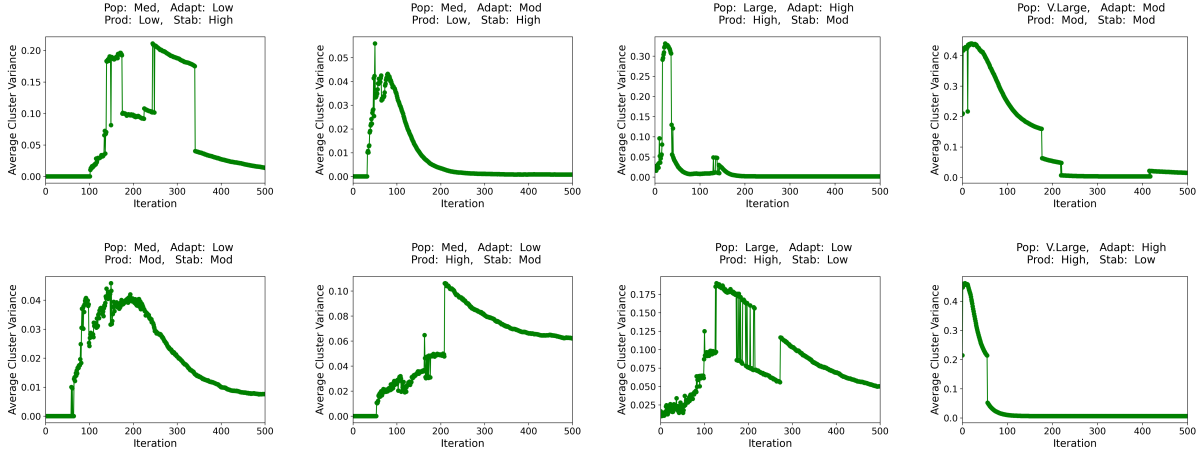 Pop: Med, Adapt: Low
Prod: Low, Stab: High
Average Cluster Variance
0.20
0.15
0.10
0.05
0.00
0 100 200 300 400 500
Iteration
Pop: Med, Adapt: Mod
Prod: Low, Stab: High
Average Cluster Variance
0.05
0.04
0.03
0.02
0.01
0.00
0 100 200 300 400 500
Iteration
Pop: Large, Adapt: High
Prod: High, Stab: Mod
Average Cluster Variance
0.35
0.30
0.25
0.20
0.15
0.10
0.05
0.00
0 100 200 300 400 500
Iteration
Pop: V.Large, Adapt: Mod
Prod: Mod, Stab: Mod
Average Cluster Variance
0.4
0.3
0.2
0.1
0.0
0 100 200 300 400 500
Iteration
Pop: Med, Adapt: Low
Prod: Mod, Stab: Mod
Average Cluster Variance
0.04
0.03
0.02
0.01
0.00
0 100 200 300 400 500
Iteration
Pop: Med, Adapt: Low
Prod: High, Stab: Mod
Average Cluster Variance
0.10
0.08
0.06
0.04
0.02
0.00
0 100 200 300 400 500
Iteration
Pop: Large, Adapt: Low
Prod: High, Stab: Low
Average Cluster Variance
0.175
0.150
0.125
0.100
0.075
0.050
0.025
0 100 200 300 400 500
Iteration
Pop: V.Large, Adapt: High
Prod: High, Stab: Low
Average Cluster Variance
0.4
0.3
0.2
0.1
0.0
0 100 200 300 400 500
Iteration